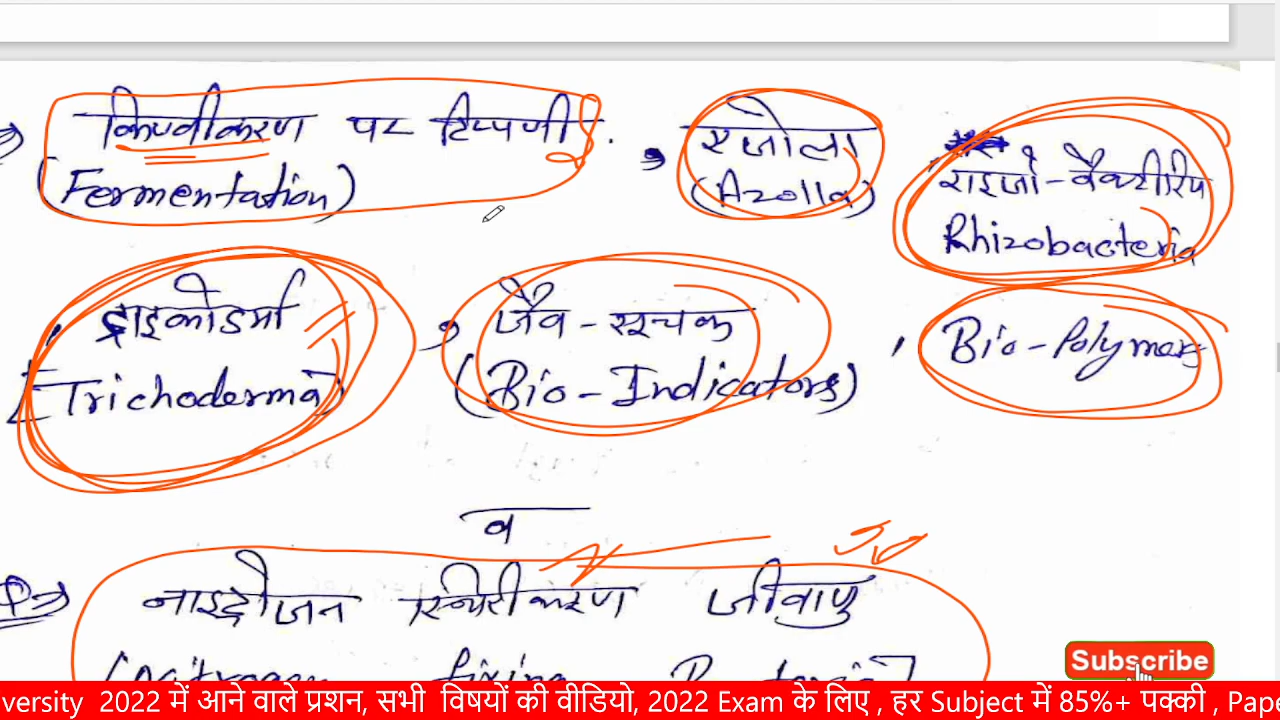 किण्वीकरण पर टिप्पणी .
(Fermentation)
, एजोला
(Azolla)
, राइजो-बैक्टीरिय
Rhizobacteria
, ट्राइकोडर्मा
[Trichoderma]
, जैव-सूचक
(Bio-Indicators)
, Bio-Polymers
व
नाइट्रोजन स्थिरीकरण जीवाणु
Subscribe
versity 2022 में आने वाले प्रशन, सभी विषयों की वीडियो, 2022 Exam के लिए , हर Subject में 85%+ पक्की , Pape